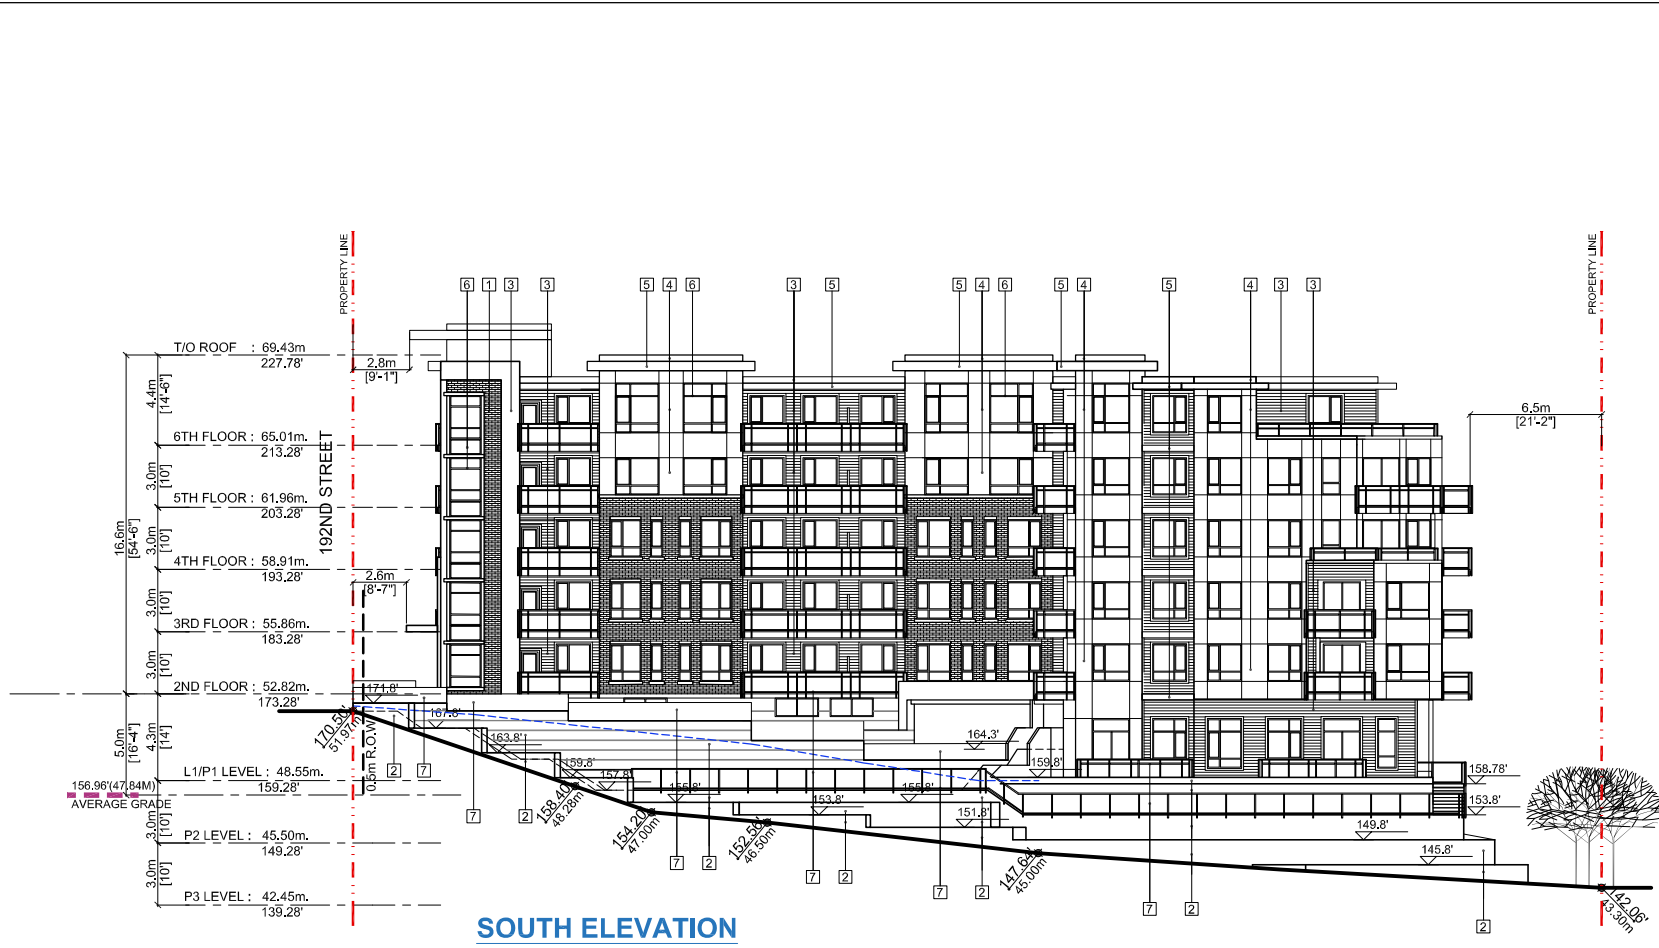 PROPERTY LINE
PROPERTY LINE
6 1 3 3 5 4 6 3 5 5 4 6 5 4 5 4 3 3
T/O ROOF : 69.43m
227.78'
2.8m
[9'-1"]
4.4m
[14'-6"]
6.5m
[21'-2"]
6TH FLOOR : 65.01m.
213.28'
3.0m
[10']
5TH FLOOR : 61.96m.
203.28'
192ND STREET
16.6m
[54'-6"]
3.0m
[10']
4TH FLOOR : 58.91m.
193.28'
2.6m
[8'-7"]
3.0m
[10']
3RD FLOOR : 55.86m.
183.28'
3.0m
[10']
2ND FLOOR : 52.82m.
173.28'
171.8'
167.8'
170.50'
51.97m
0.5m R.O.W
5.0m
[16'-4"]
4.3m
[14']
163.8'
164.3'
2 7
L1/P1 LEVEL : 48.55m.
159.28'
159.8'
157.8'
159.8'
158.78'
156.96'(47.84M)
AVERAGE GRADE
155.8'
153.8'
155.8'
153.8'
151.8'
149.8'
145.8'
7 2
158.40'
48.28m
154.20'
47.00m
152.56'
46.50m
147.64'
45.00m
142.06'
43.30m
3.0m
[10']
P2 LEVEL : 45.50m
149.28'
7 2 7 2 7 2 7 2 2
3.0m
[10']
P3 LEVEL : 42.45m
139.28'
SOUTH ELEVATION